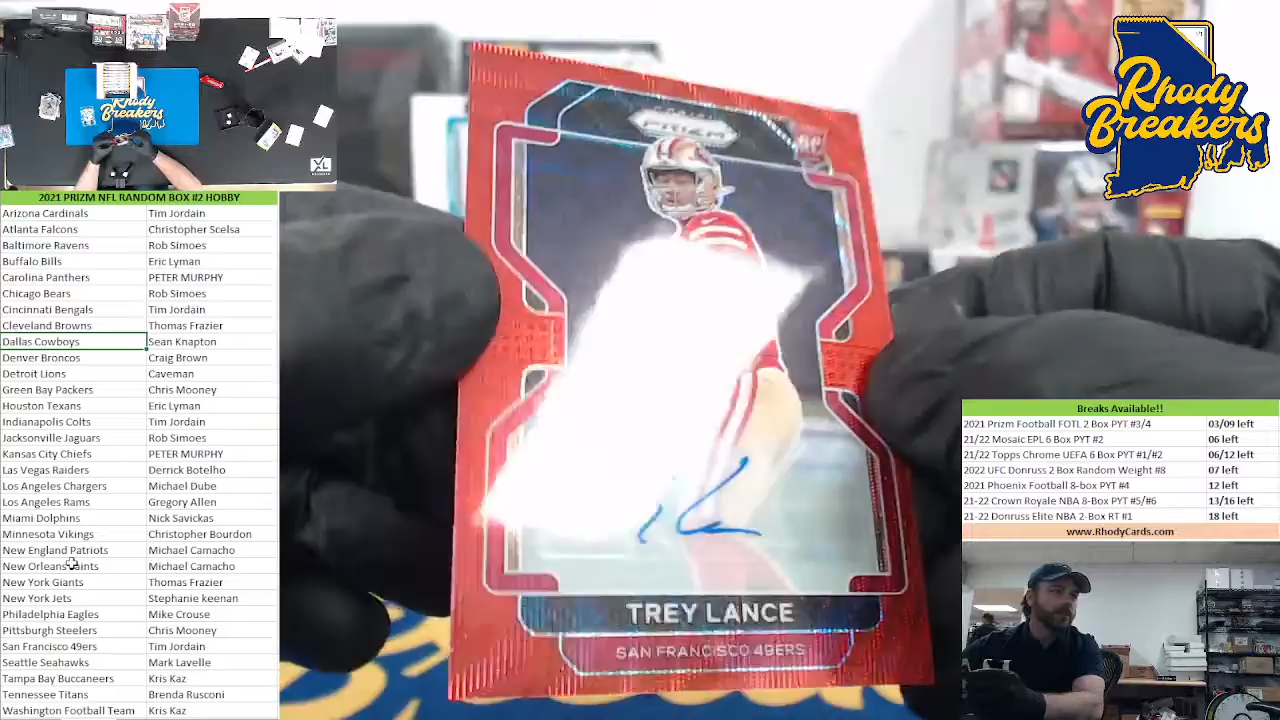 Rhody
Breakers
2021 PRIZM NFL RANDOM BOX #2 HOBBY
Arizona Cardinals Tim Jordain
Atlanta Falcons Christopher Scelsa
Baltimore Ravens Rob Simoes
Buffalo Bills Eric Lyman
Carolina Panthers PETER MURPHY
Chicago Bears Rob Simoes
Cincinnati Bengals Tim Jordain
Cleveland Browns Thomas Frazier
Dallas Cowboys Sean Knapton
Denver Broncos Craig Brown
Detroit Lions Caveman
Green Bay Packers Chris Mooney
Houston Texans Eric Lyman
Indianapolis Colts Tim Jordain
Jacksonville Jaguars Rob Simoes
Kansas City Chiefs PETER MURPHY
Las Vegas Raiders Derrick Botelho
Los Angeles Chargers Michael Dube
Los Angeles Rams Gregory Allen
Miami Dolphins Nick Savickas
Minnesota Vikings Christopher Bourdon
New England Patriots Michael Camacho
New Orleans Saints Michael Camacho
New York Giants Thomas Frazier
New York Jets Stephanie keenan
Philadelphia Eagles Mike Crouse
Pittsburgh Steelers Chris Mooney
San Francisco 49ers Tim Jordain
Seattle Seahawks Mark Lavelle
Tampa Bay Buccaneers Kris Kaz
Tennessee Titans Brenda Rusconi
Washington Football Team Kris Kaz
PRIZM
RC
TREY LANCE
SAN FRANCISCO 49ERS
Rhody
Breakers
Breaks Available!!
2021 Prizm Football FOTL 2 Box PYT #3/4 03/09 left
21/22 Mosaic EPL 6 Box PYT #2 06 left
21/22 Topps Chrome UEFA 6 Box PYT #1/#2 06/12 left
2022 UFC Donruss 2 Box Random Weight #8 07 left
2021 Phoenix Football 8-box PYT #4 12 left
21-22 Crown Royale NBA 8-Box PYT #5/#6 13/16 left
21-22 Donruss Elite NBA 2-Box RT #1 18 left
www.RhodyCards.com